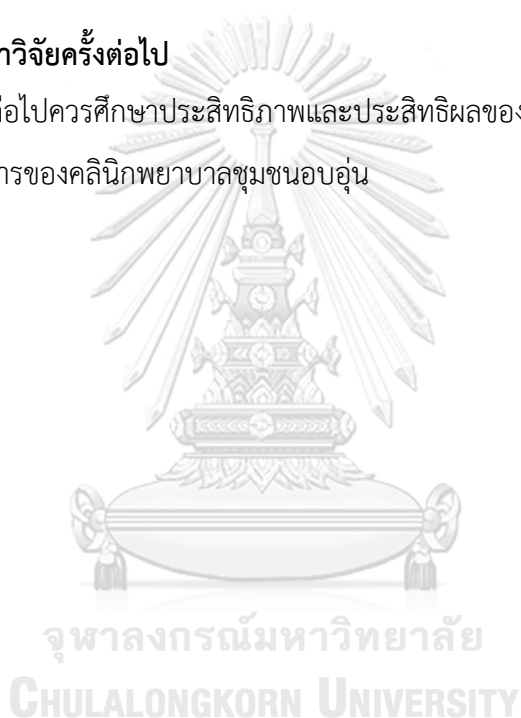 าวิจัยครั้งต่อไป
ต่อไปควรศึกษาประสิทธิภาพและประสิทธิผลของ
ารของคลินิกพยาบาลชุมชนอบอุ่น
จุฬาลงกรณ์มหาวิทยาลัย
CHULALONGKORN UNIVERSITY